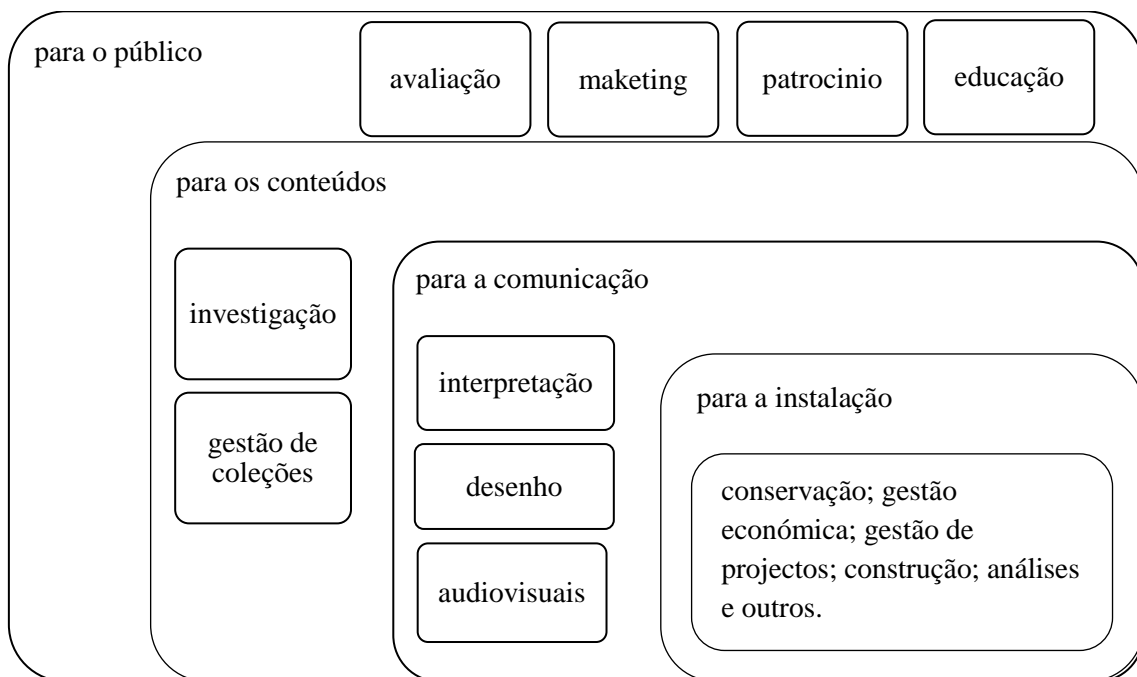 para o público
avaliação
maketing
patrocinio
educação
para os conteúdos
investigação
gestão de
coleções
para a comunicação
interpretação
desenho
audiovisuais
para a instalação
conservação; gestão
económica; gestão de
projectos; construção; análises
e outros.